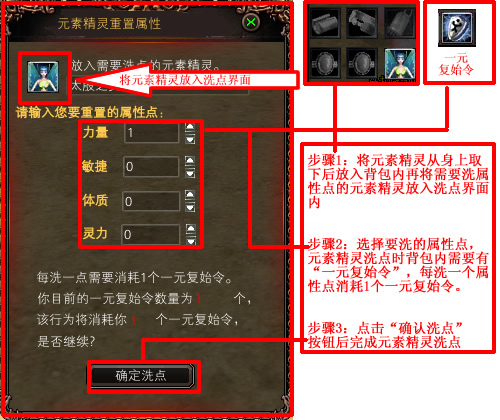 元素精灵重置属性
放入需要洗点的元素精灵。
将元素精灵放入洗点界面
请输入您要重置的属性点:
力量 1
敏捷 0
体质 0
灵力 0
每洗一点需要消耗1个一元复始令。
你目前的一元复始令数量为1 个,
该行为将消耗你1 个一元复始令,
是否继续?
确定洗点
一元
复始令
步骤1：将元素精灵从身上取
下后放入背包内再将需要洗属
性点的元素精灵放入洗点界面
内
步骤2：选择要洗的属性点，
元素精灵洗点时背包内需要有
“一元复始令”，每洗一个属
性点消耗1个一元复始令。
步骤3：点击“确认洗点”
按钮后完成元素精灵洗点